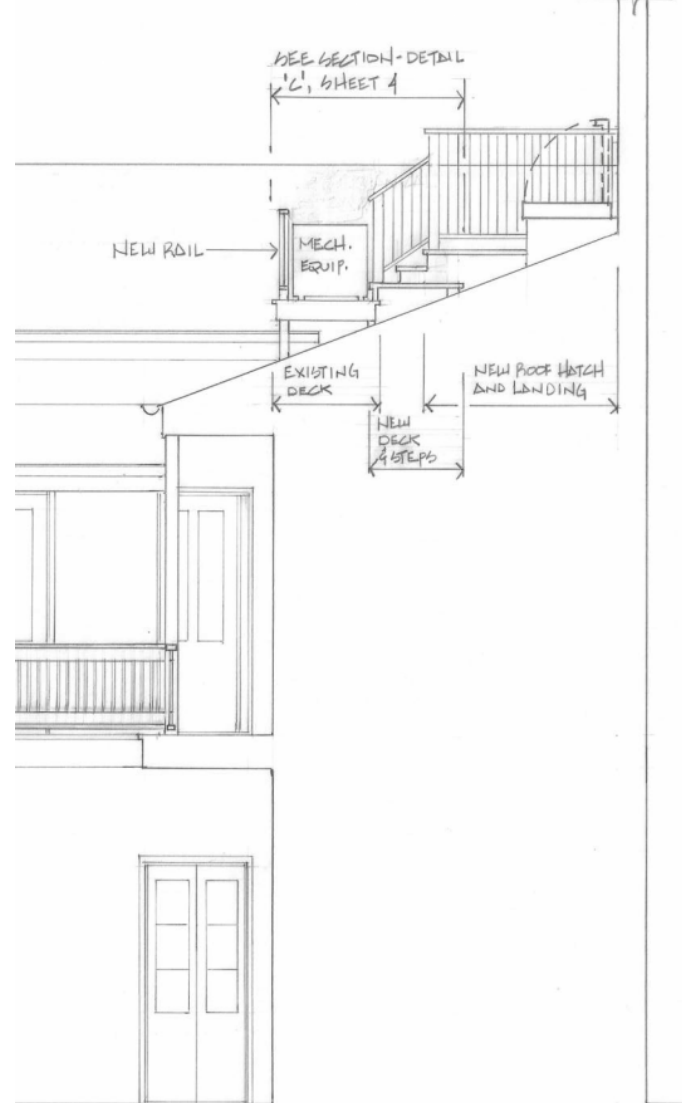 SEE SECTION-DETAIL
'C', SHEET 4
NEW RAIL
MECH.
EQUIP.
EXISTING
DECK
NEW ROOF HATCH
AND LANDING
NEW
DECK
& STEPS